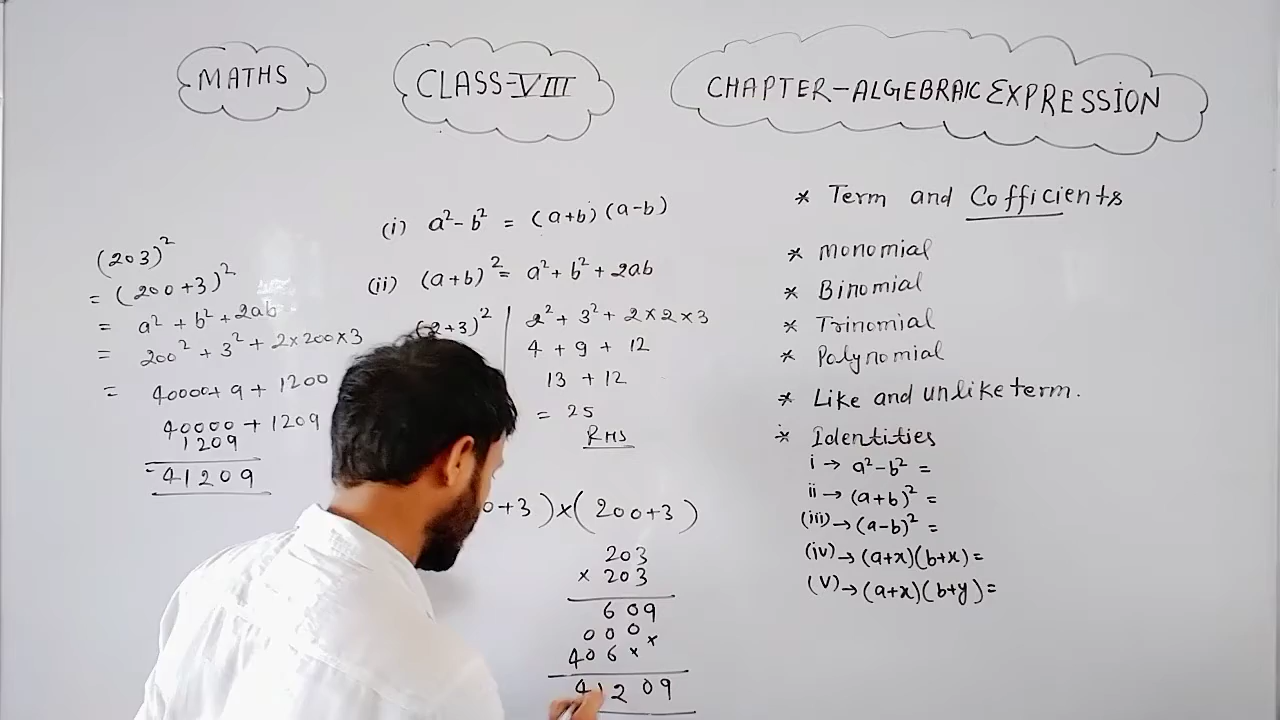 MATHS
CLASS-VIII
CHAPTER-ALGEBRAIC EXPRESSION
(203)²
= (200+3)²
= a² + b² + 2ab
= 200² + 3² + 2×200×3
= 40000+ 9 + 1200
40000 + 1209
1209
= 41209
(i) a² - b² = (a+b) (a-b)
(ii) (a+b)² = a² + b² + 2ab
(2+3)²
2² + 3² + 2×2×3
4 + 9 + 12
13 + 12
= 25
RHS
0+3)×(200+3)
203
× 203
609
000×
406××
41209
* Term and Cofficients
* Monomial
* Binomial
* Trinomial
* Polynomial
* Like and unlike term.
* Identities
i → a²-b² =
ii → (a+b)² =
(iii) → (a-b)² =
(iv) → (a+x)(b+x)=
(V) → (a+x)(b+y)=